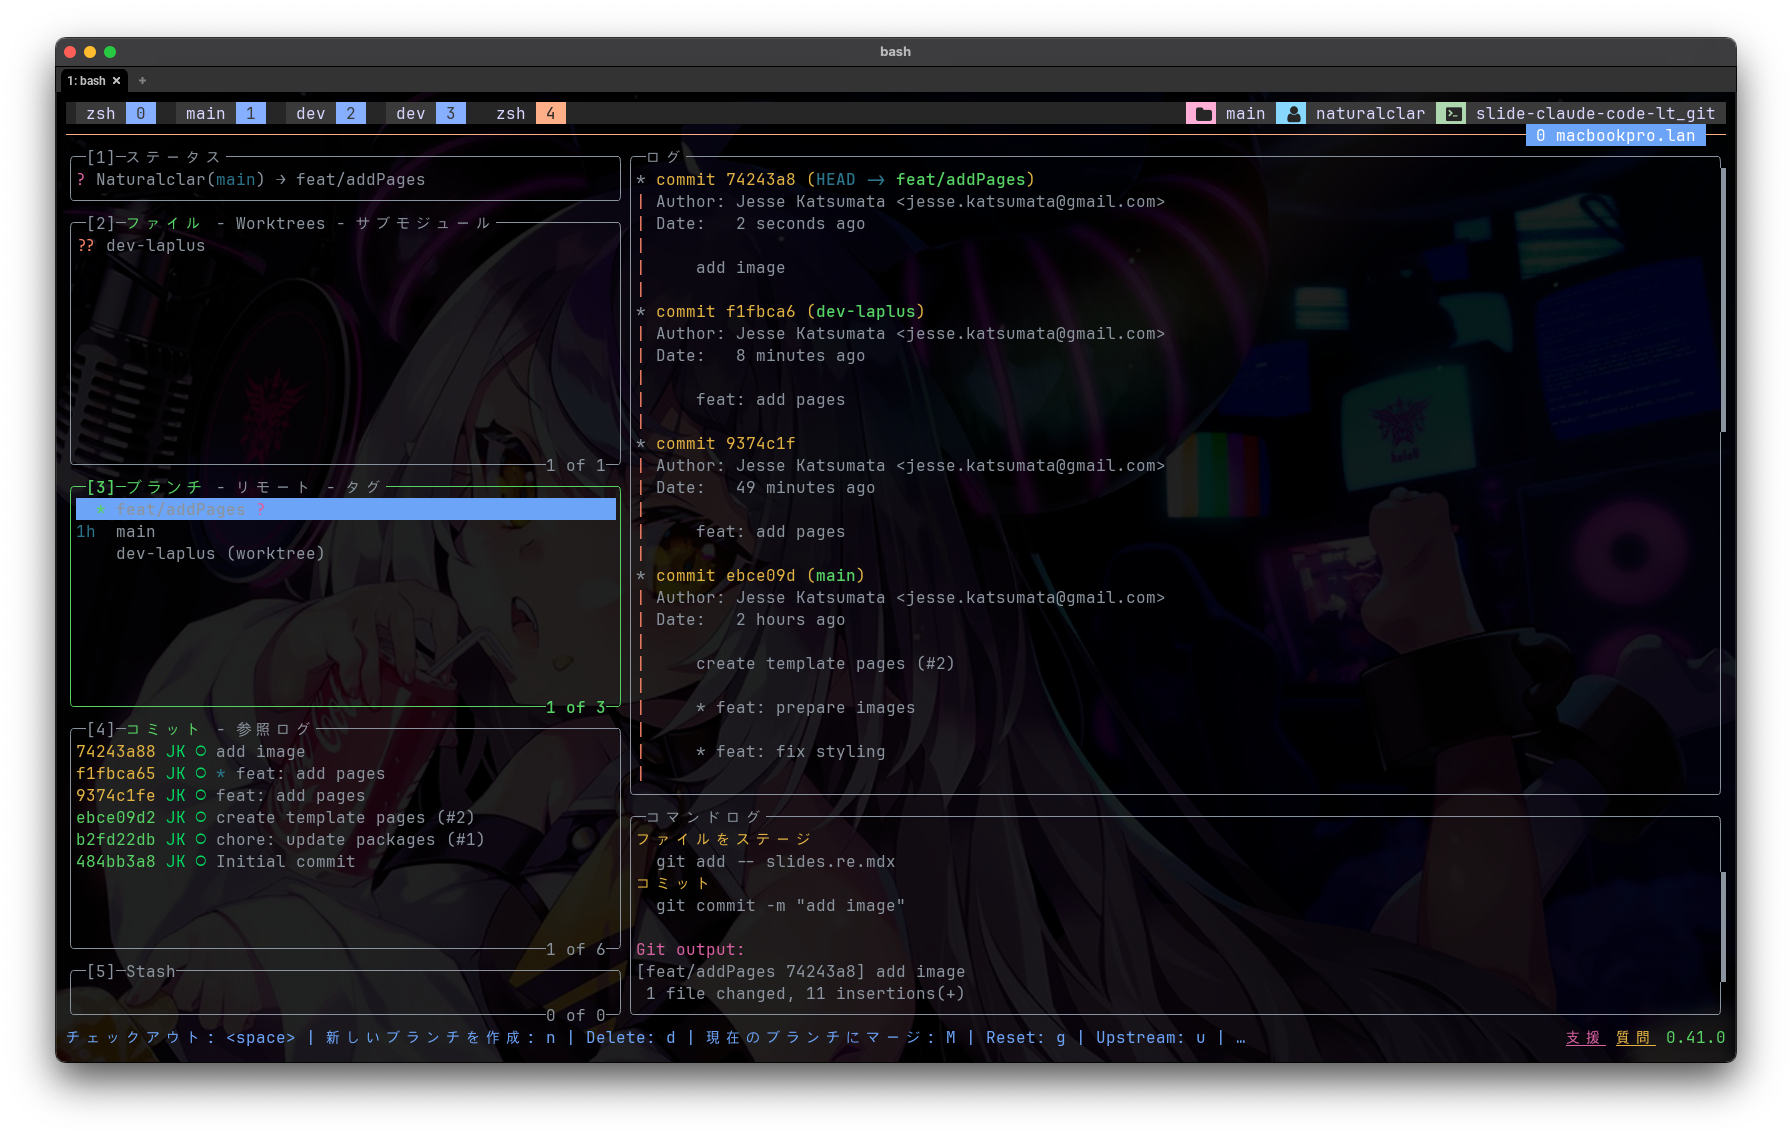 bash
1: bash ✕ +
zsh 0 main 1 dev 2 dev 3 zsh 4 main naturalclar slide-claude-code-lt_git
0 macbookpro.lan
[1]─ステータス
? Naturalclar(main) → feat/addPages
[2]─ファイル - Worktrees - サブモジュール
?? dev-laplus
1 of 1
[3]─ブランチ - リモート - タグ
* feat/addPages ?
1h main
dev-laplus (worktree)
1 of 3
[4]─コミット - 参照ログ
74243a88 JK ○ add image
f1fbca65 JK ○ * feat: add pages
9374c1fe JK ○ feat: add pages
ebce09d2 JK ○ create template pages (#2)
b2fd22db JK ○ chore: update packages (#1)
484bb3a8 JK ○ Initial commit
1 of 6
[5]─Stash
0 of 0
ログ
* commit 74243a8 (HEAD -> feat/addPages)
| Author: Jesse Katsumata <jesse.katsumata@gmail.com>
| Date: 2 seconds ago
|
| add image
|
* commit f1fbca6 (dev-laplus)
| Author: Jesse Katsumata <jesse.katsumata@gmail.com>
| Date: 8 minutes ago
|
| feat: add pages
|
* commit 9374c1f
| Author: Jesse Katsumata <jesse.katsumata@gmail.com>
| Date: 49 minutes ago
|
| feat: add pages
|
* commit ebce09d (main)
| Author: Jesse Katsumata <jesse.katsumata@gmail.com>
| Date: 2 hours ago
|
| create template pages (#2)
|
| * feat: prepare images
|
| * feat: fix styling
|
コマンドログ
ファイルをステージ
git add -- slides.re.mdx
コミット
git commit -m "add image"
Git output:
[feat/addPages 74243a8] add image
1 file changed, 11 insertions(+)
チェックアウト: <space> | 新しいブランチを作成: n | Delete: d | 現在のブランチにマージ: M | Reset: g | Upstream: u | … 支援 質問 0.41.0